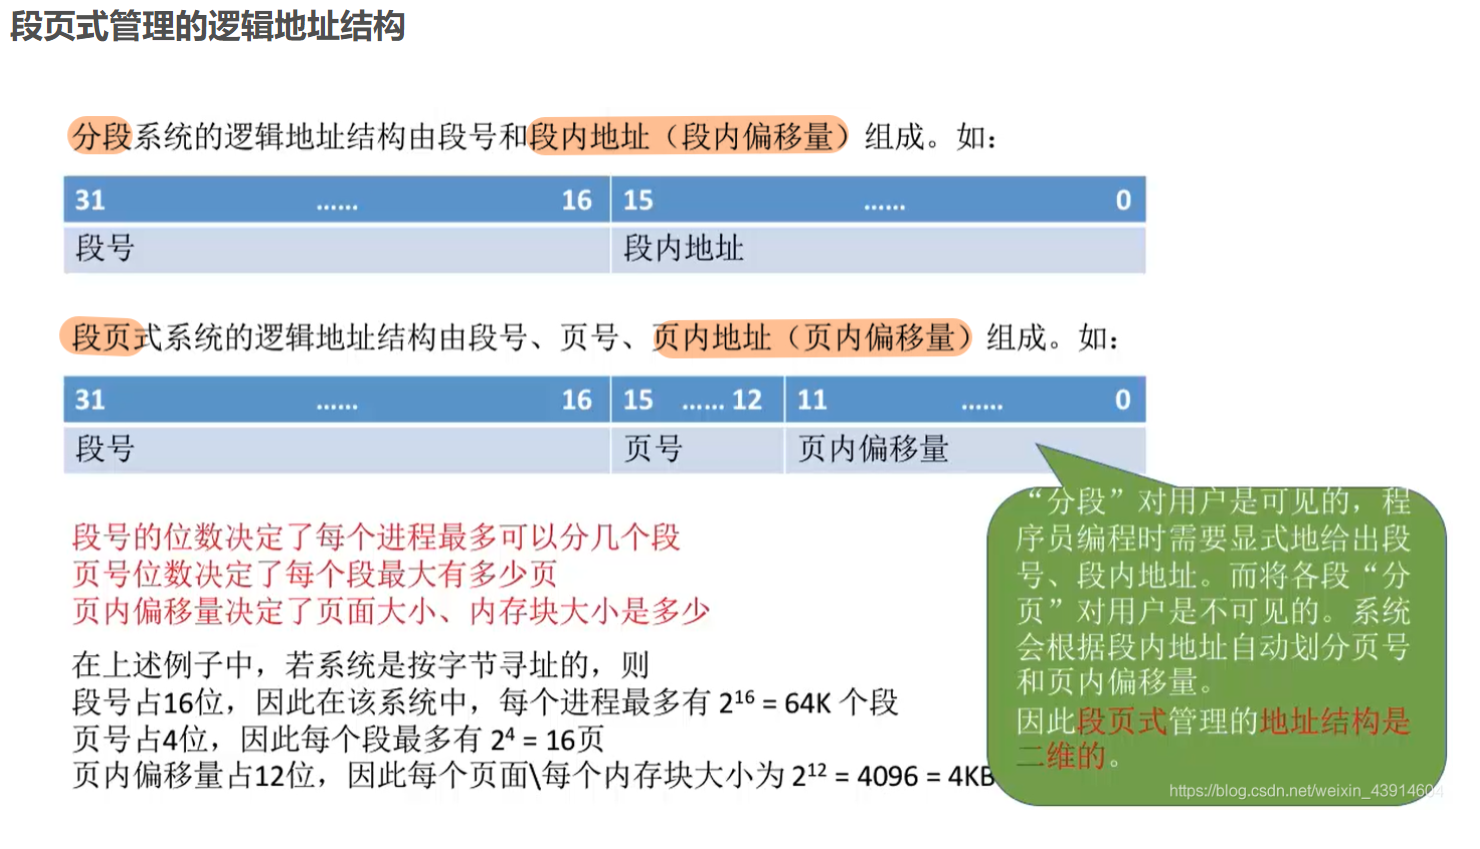 段页式管理的逻辑地址结构
分段系统的逻辑地址结构由段号和段内地址（段内偏移量）组成。如：
31 …… 16 15 …… 0
段号 段内地址
段页式系统的逻辑地址结构由段号、页号、页内地址（页内偏移量）组成。如：
31 …… 16 15 …… 12 11 …… 0
段号 页号 页内偏移量
段号的位数决定了每个进程最多可以分几个段
页号位数决定了每个段最大有多少页
页内偏移量决定了页面大小、内存块大小是多少
在上述例子中，若系统是按字节寻址的，则
段号占16位，因此在该系统中，每个进程最多有 2¹⁶ = 64K 个段
页号占4位，因此每个段最多有 2⁴ = 16页
页内偏移量占12位，因此每个页面\每个内存块大小为 2¹² = 4096 = 4KB
“分段”对用户是可见的，程
序员编程时需要显式地给出段
号、段内地址。而将各段“分
页”对用户是不可见的。系统
会根据段内地址自动划分页号
和页内偏移量。
因此段页式管理的地址结构是
二维的。
https://blog.csdn.net/weixin_43914604